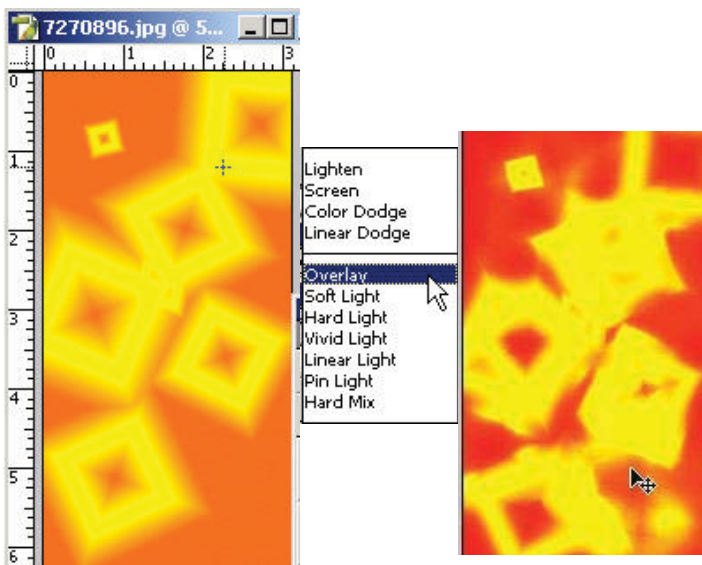 7270896.jpg @ 5...
0 1 2 3
0
1
2
3
4
5
6
Lighten
Screen
Color Dodge
Linear Dodge
Overlay
Soft Light
Hard Light
Vivid Light
Linear Light
Pin Light
Hard Mix